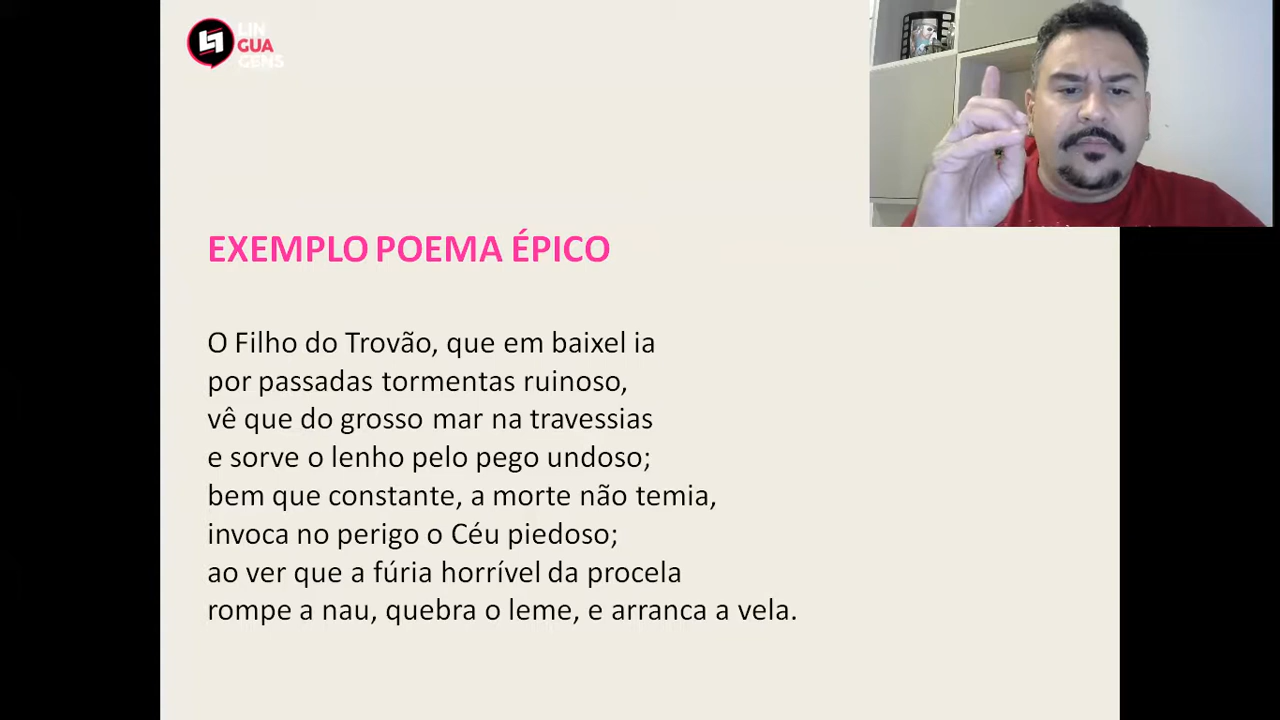 LIN
GUA
GENS
EXEMPLO POEMA ÉPICO
O Filho do Trovão, que em baixel ia
por passadas tormentas ruinoso,
vê que do grosso mar na travessias
e sorve o lenho pelo pego undoso;
bem que constante, a morte não temia,
invoca no perigo o Céu piedoso;
ao ver que a fúria horrível da procela
rompe a nau, quebra o leme, e arranca a vela.